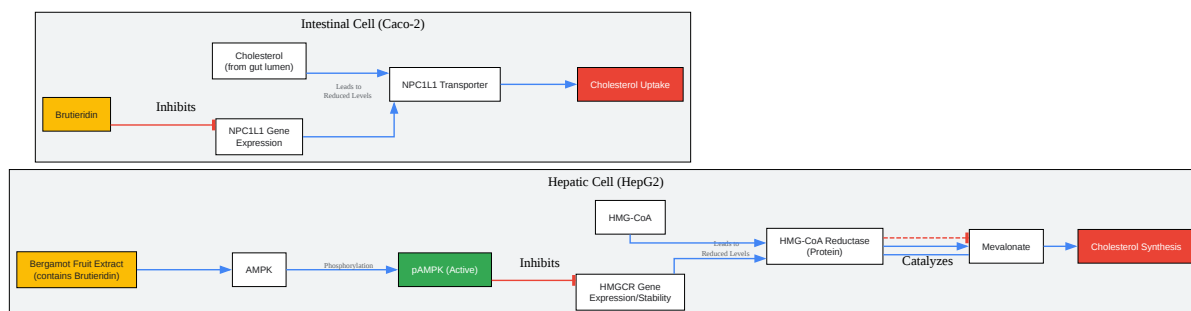 Intestinal Cell (Caco-2)
Cholesterol
(from gut lumen)
Leads to
Reduced Levels
NPC1L1 Transporter
Cholesterol Uptake
Brutieridin
Inhibits
NPC1L1 Gene
Expression
Hepatic Cell (HepG2)
HMG-CoA
Leads to
Reduced Levels
HMG-CoA Reductase
(Protein)
Catalyzes
Mevalonate
Cholesterol Synthesis
Bergamot Fruit Extract
(contains Brutieridin)
AMPK
Phosphorylation
pAMPK (Active)
Inhibits
HMGCR Gene
Expression/Stability